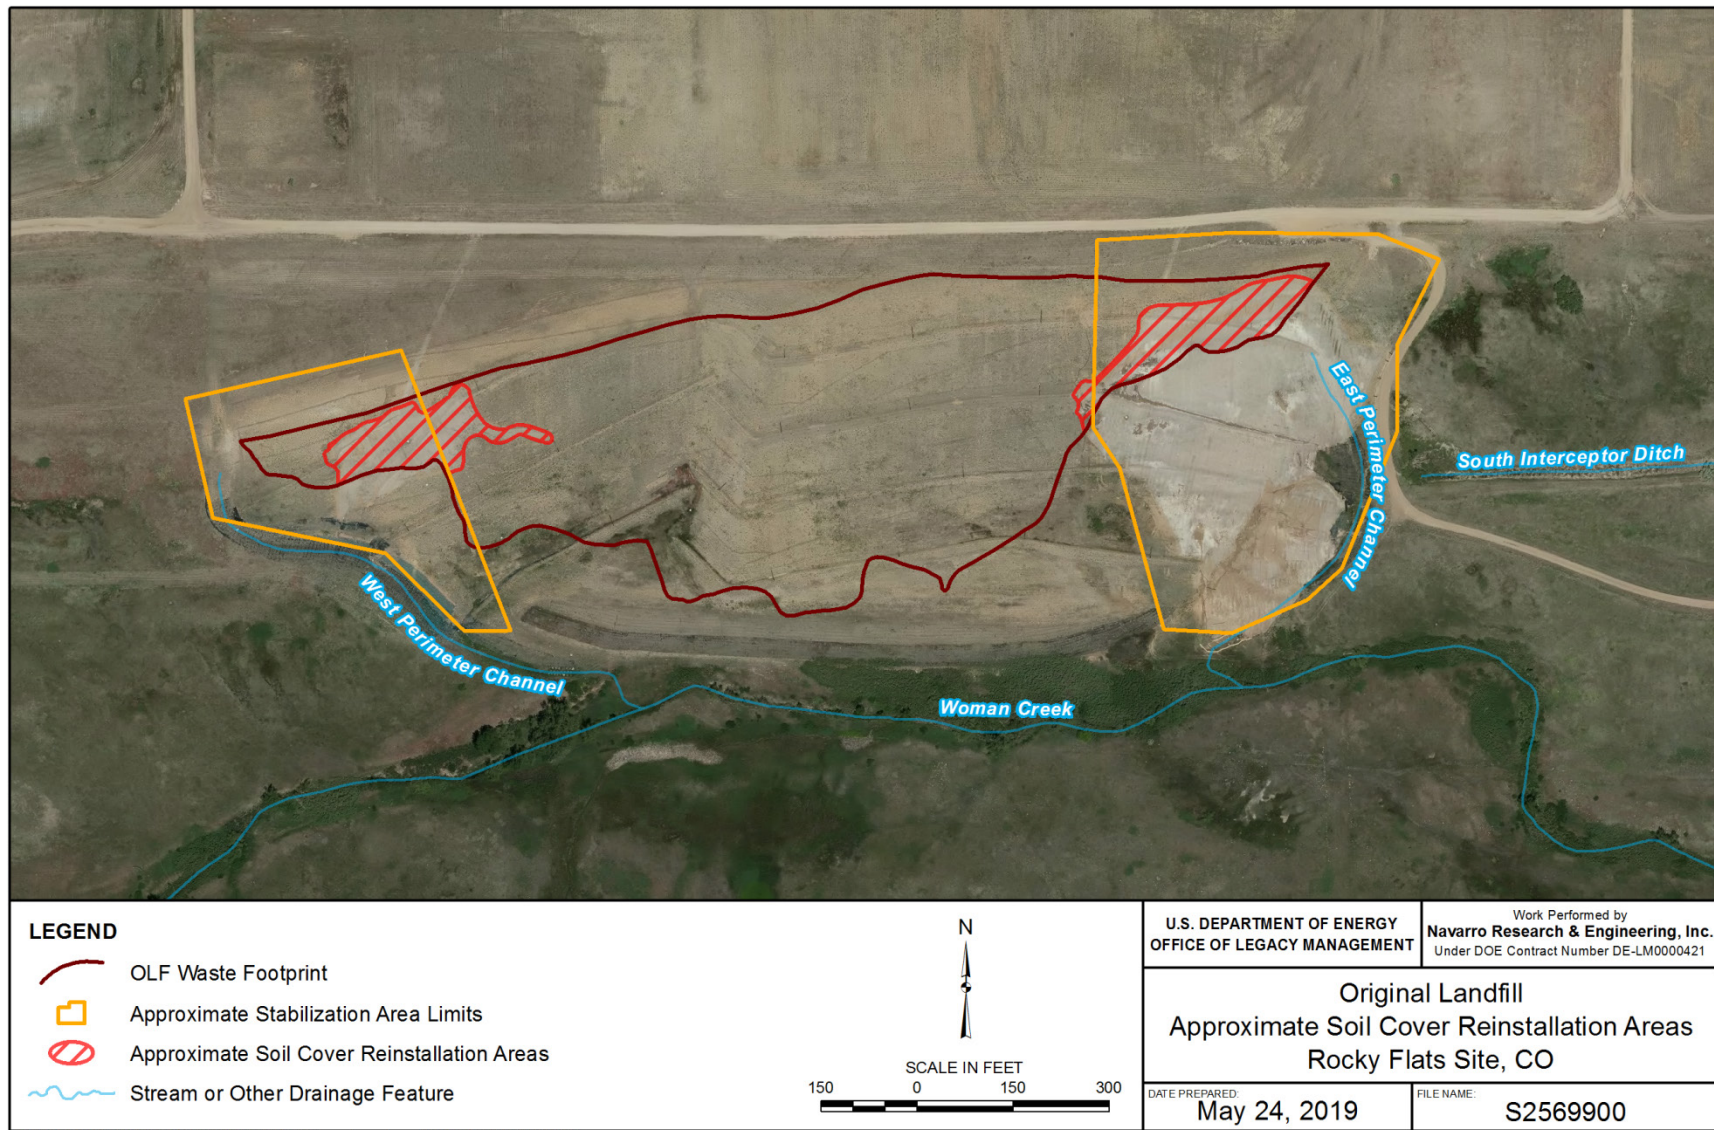 East Perimeter Channel
South Interceptor Ditch
West Perimeter Channel
Woman Creek
LEGEND
OLF Waste Footprint
Approximate Stabilization Area Limits
Approximate Soil Cover Reinstallation Areas
Stream or Other Drainage Feature
N
SCALE IN FEET
150 0 150 300
U.S. DEPARTMENT OF ENERGY
OFFICE OF LEGACY MANAGEMENT
Work Performed by
Navarro Research & Engineering, Inc.
Under DOE Contract Number DE-LM0000421
Original Landfill
Approximate Soil Cover Reinstallation Areas
Rocky Flats Site, CO
DATE PREPARED:
May 24, 2019
FILE NAME:
S2569900